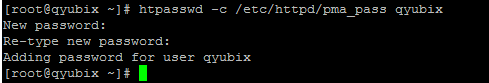 [root@qyubix ~]# htpasswd -c /etc/httpd/pma_pass qyubix
New password:
Re-type new password:
Adding password for user qyubix
[root@qyubix ~]#